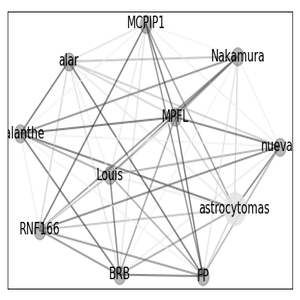 MCPIP1
alar
Nakamura
MPFL
alanthe
nueva
Louis
astrocytomas
RNF166
BRB
FP